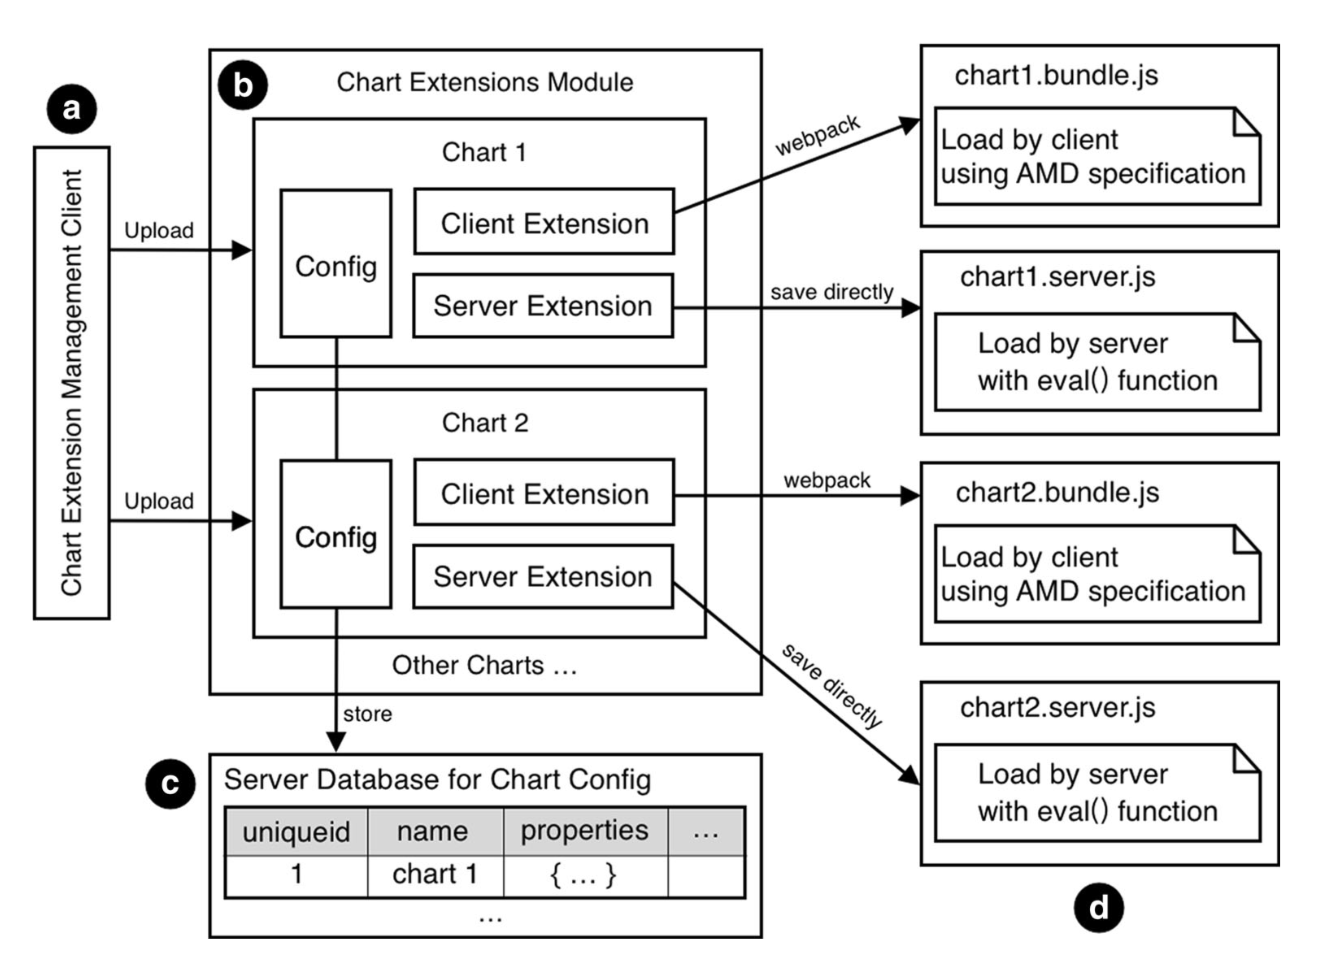 a
Chart Extension Management Client
Upload
Upload
b
Chart Extensions Module
Chart 1
Config
Client Extension
Server Extension
Chart 2
Config
Client Extension
Server Extension
Other Charts ...
store
webpack
save directly
webpack
save directly
c
Server Database for Chart Config
uniqueid name properties ...
1 chart 1 { ... }
...
chart1.bundle.js
Load by client
using AMD specification
chart1.server.js
Load by server
with eval() function
chart2.bundle.js
Load by client
using AMD specification
chart2.server.js
Load by server
with eval() function
d